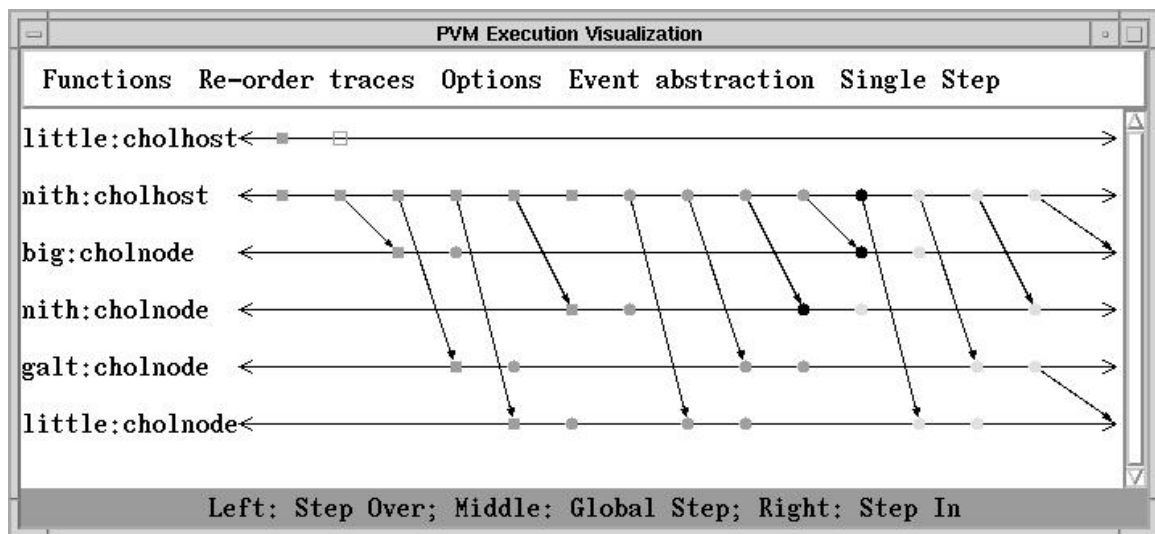 PVM Execution Visualization
Functions Re-order traces Options Event abstraction Single Step
little:cholhost
nith:cholhost
big:cholnode
nith:cholnode
galt:cholnode
little:cholnode
Left: Step Over; Middle: Global Step; Right: Step In